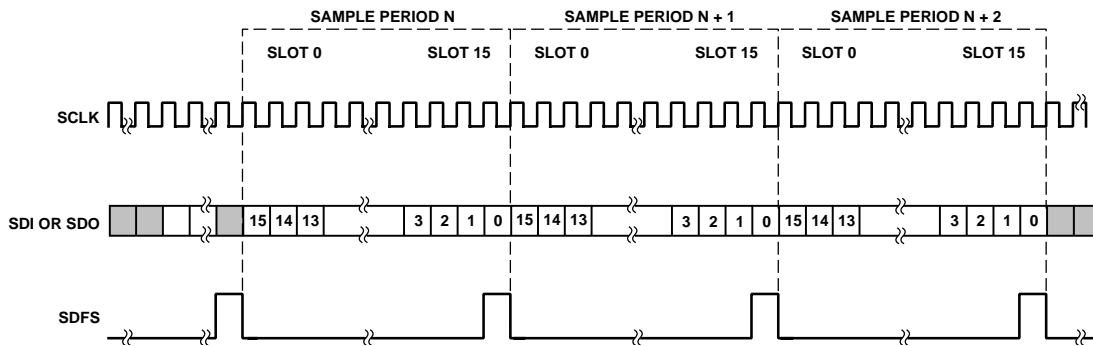 SAMPLE PERIOD N SAMPLE PERIOD N + 1 SAMPLE PERIOD N + 2
SLOT 0 SLOT 15 SLOT 0 SLOT 15 SLOT 0 SLOT 15
SCLK
SDI OR SDO 15 14 13 3 2 1 0 15 14 13 3 2 1 0 15 14 13 3 2 1 0
SDFS